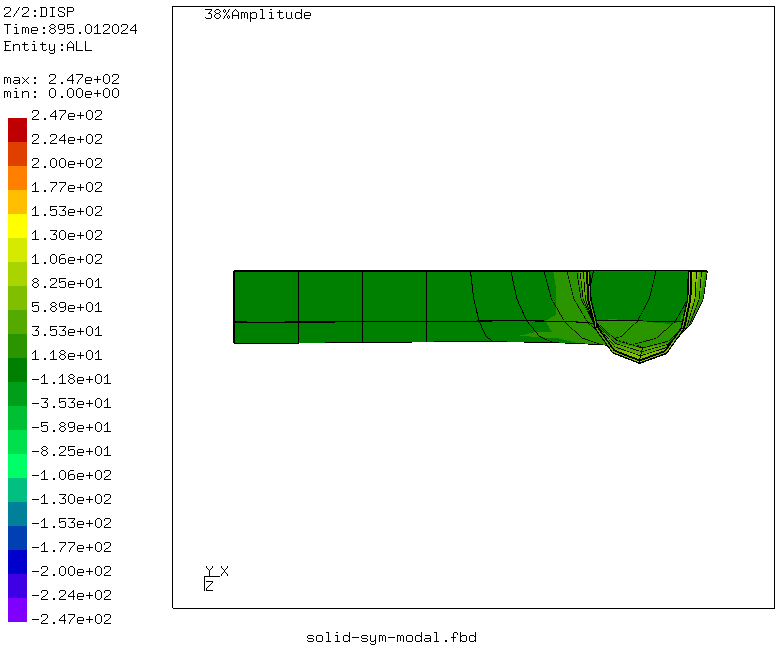 2/2:DISP
Time:895.012024
Entity:ALL
max: 2.47e+02
min: 0.00e+00
2.47e+02
2.24e+02
2.00e+02
1.77e+02
1.53e+02
1.30e+02
1.06e+02
8.25e+01
5.89e+01
3.53e+01
1.18e+01
-1.18e+01
-3.53e+01
-5.89e+01
-8.25e+01
-1.06e+02
-1.30e+02
-1.53e+02
-1.77e+02
-2.00e+02
-2.24e+02
-2.47e+02
38%Amplitude
Y X
Z
solid-sym-modal.fbd